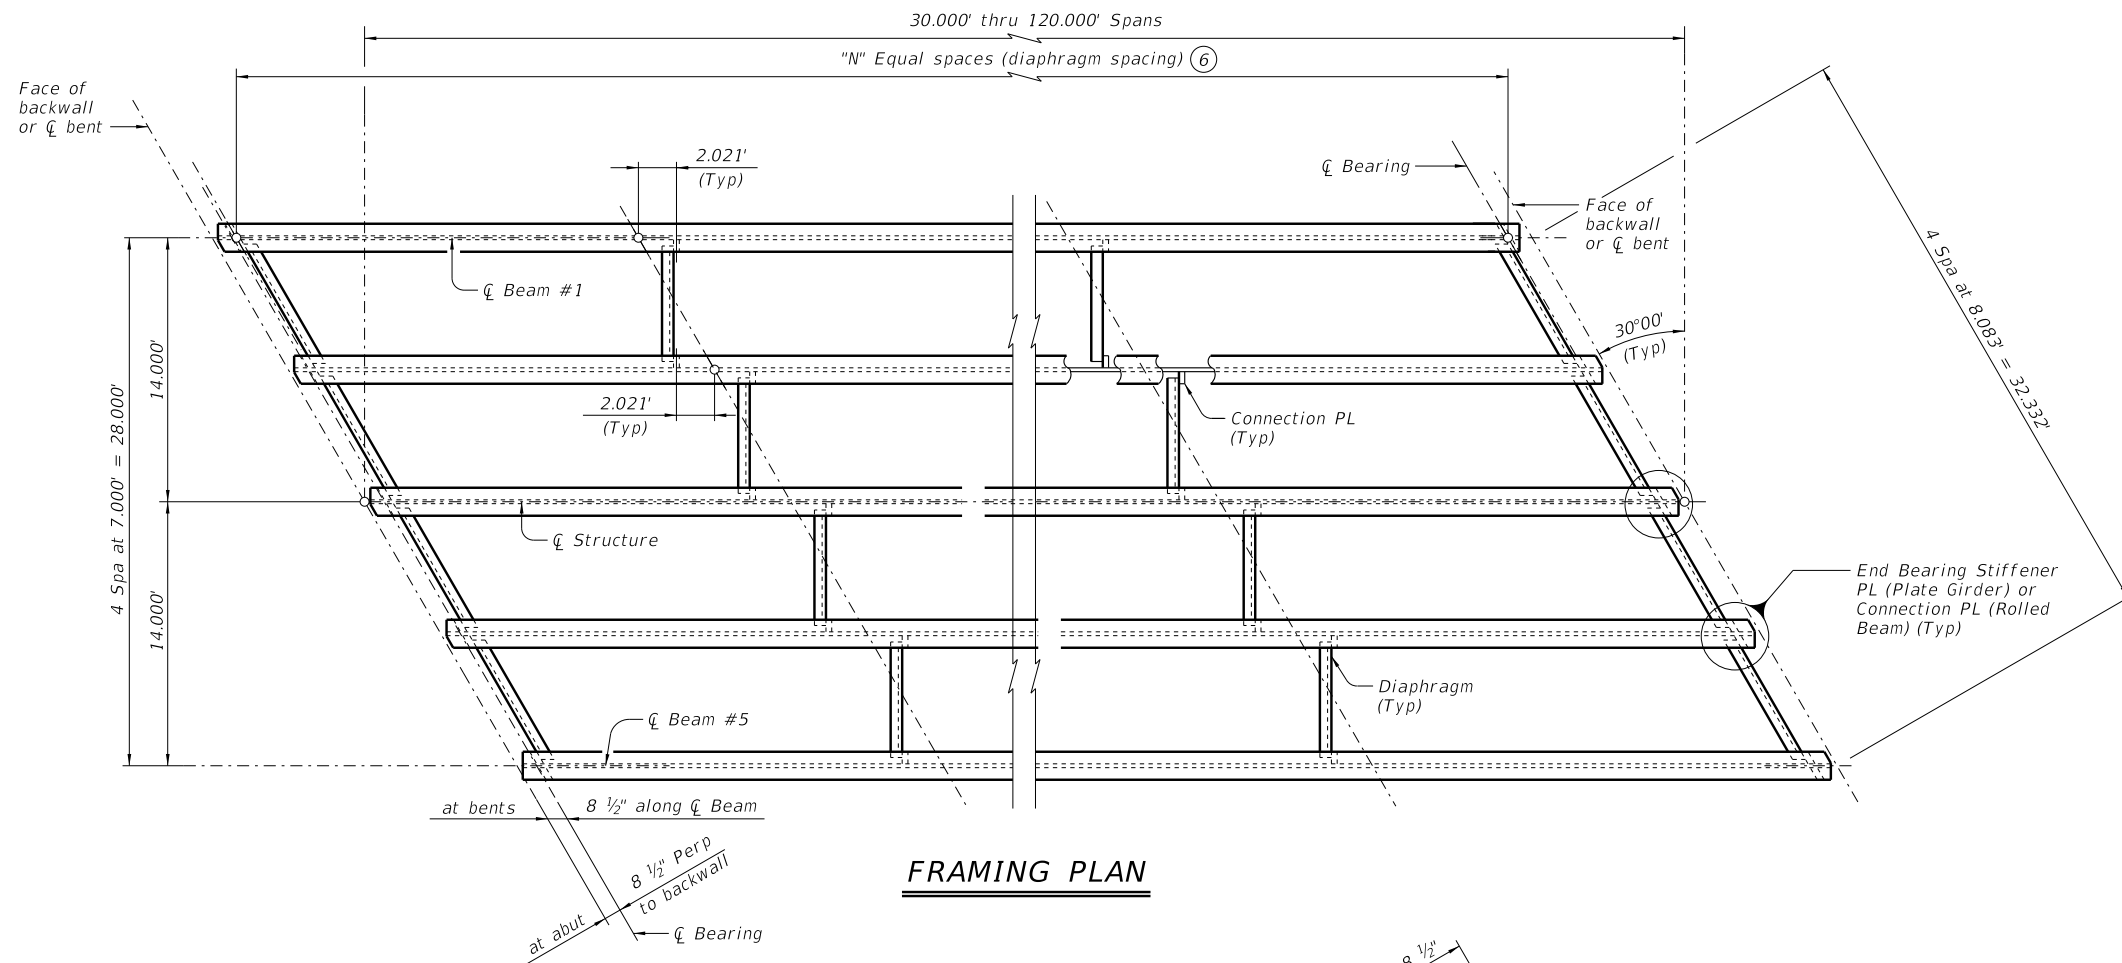 30.000' thru 120.000' Spans
"N" Equal spaces (diaphragm spacing) 6
Face of
backwall
or ℄ bent
2.021'
(Typ)
℄ Bearing
Face of
backwall
or ℄ bent
4 Spa at 8.083' = 32.332'
℄ Beam #1
30°00'
(Typ)
14.000'
4 Spa at 7.000' = 28.000'
2.021'
(Typ)
Connection PL
(Typ)
℄ Structure
14.000'
End Bearing Stiffener
PL (Plate Girder) or
Connection PL (Rolled
Beam) (Typ)
Diaphragm
(Typ)
℄ Beam #5
at bents
8 ½" along ℄ Beam
8 ½" Perp
to backwall
at abut
℄ Bearing
FRAMING PLAN
8 ½"